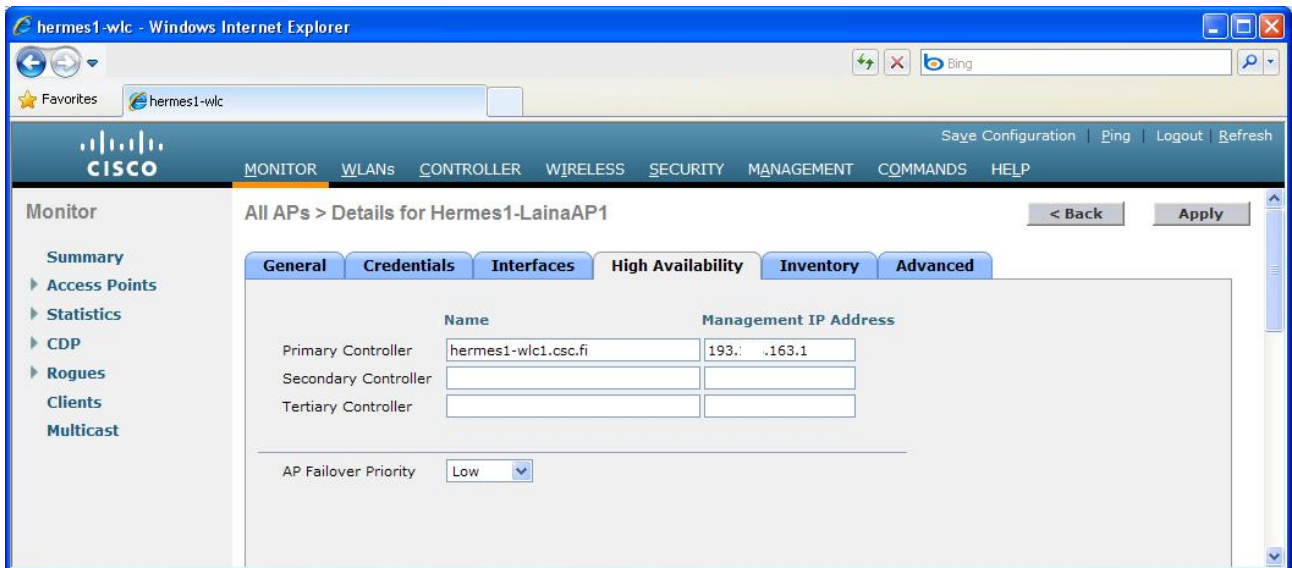 hermes1-wlc - Windows Internet Explorer
Bing
Favorites hermes1-wlc
Save Configuration | Ping | Logout | Refresh
CISCO MONITOR WLANs CONTROLLER WIRELESS SECURITY MANAGEMENT COMMANDS HELP
Monitor All APs > Details for Hermes1-LainaAP1 < Back Apply
Summary
Access Points
Statistics
CDP
Rogues
Clients
Multicast
General Credentials Interfaces High Availability Inventory Advanced
Name Management IP Address
Primary Controller hermes1-wlc1.csc.fi 193. .163.1
Secondary Controller
Tertiary Controller
AP Failover Priority Low